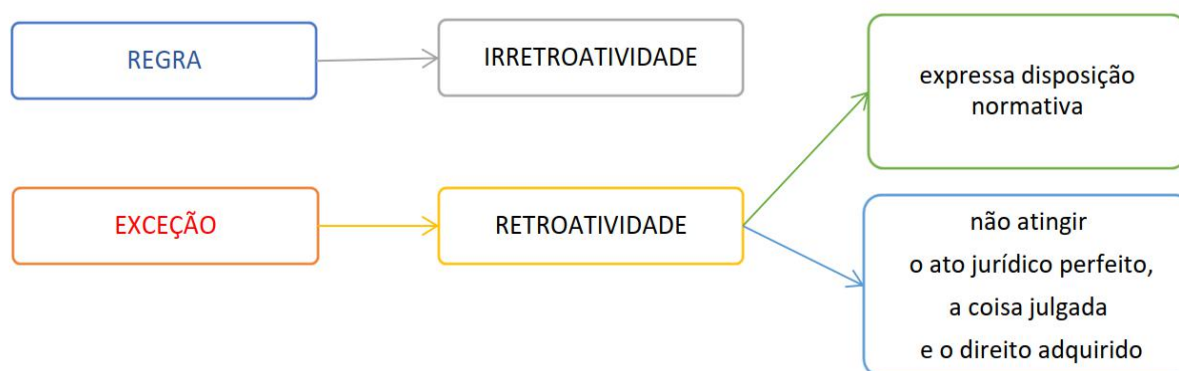 REGRA
IRRETROATIVIDADE
expressa disposição
normativa
EXCEÇÃO
RETROATIVIDADE
não atingir
o ato jurídico perfeito,
a coisa julgada
e o direito adquirido